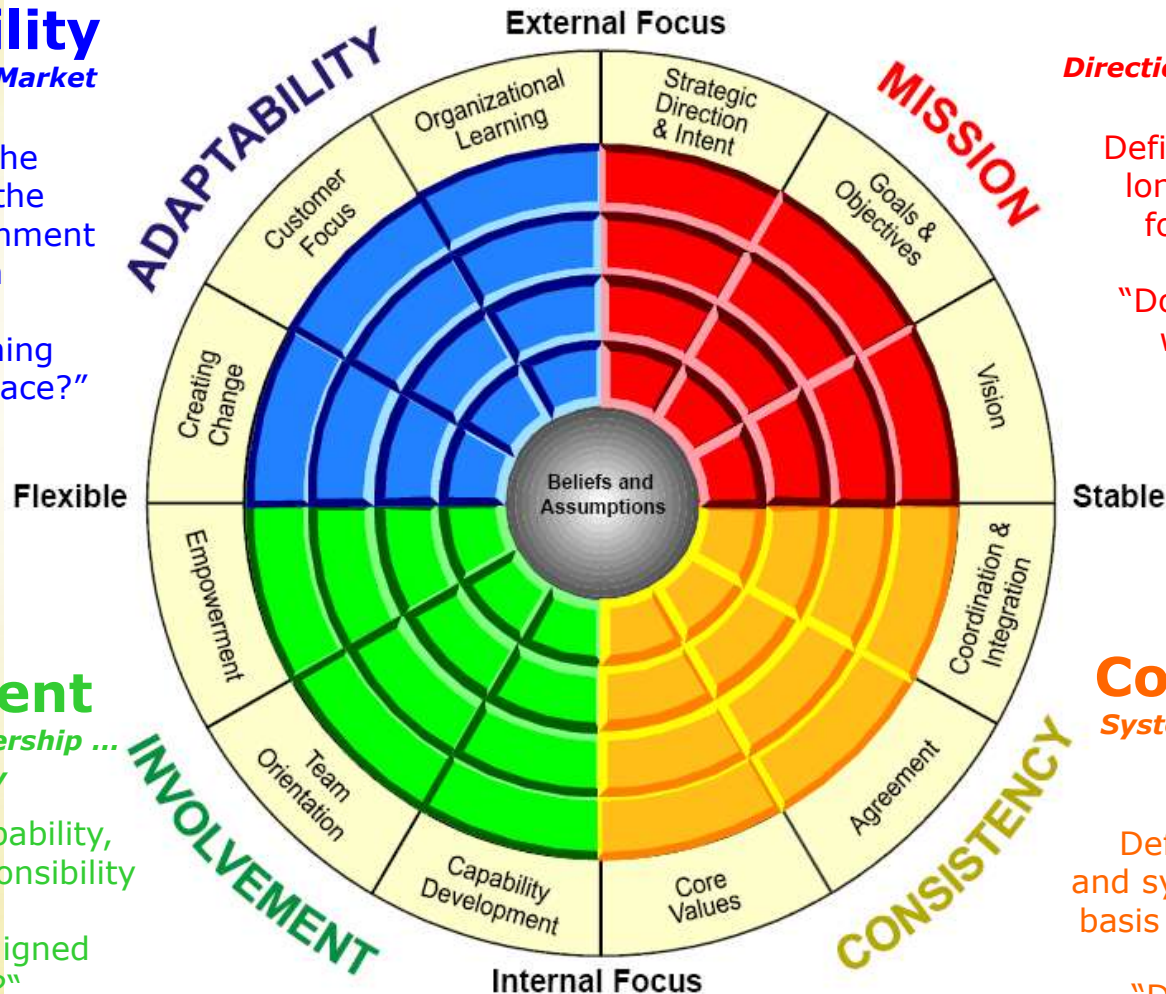 External Focus
ility
Market
he
the
nment
ning
ace?"
ADAPTABILITY
Organizational
Learning
Customer
Focus
Creating
Change
MISSION
Strategic
Direction
& Intent
Goals &
Objectives
Vision
Directio
Defi
lon
fo
"Do
Flexible
Beliefs and
Assumptions
Stable
ent
ership ...
pability,
onsibility
igned
?"
INVOLVEMENT
Empowerment
Team
Orientation
Capability
Development
CONSISTENCY
Coordination &
Integration
Agreement
Core
Values
Co
Syste
Def
and sy
basis
"D
Internal Focus